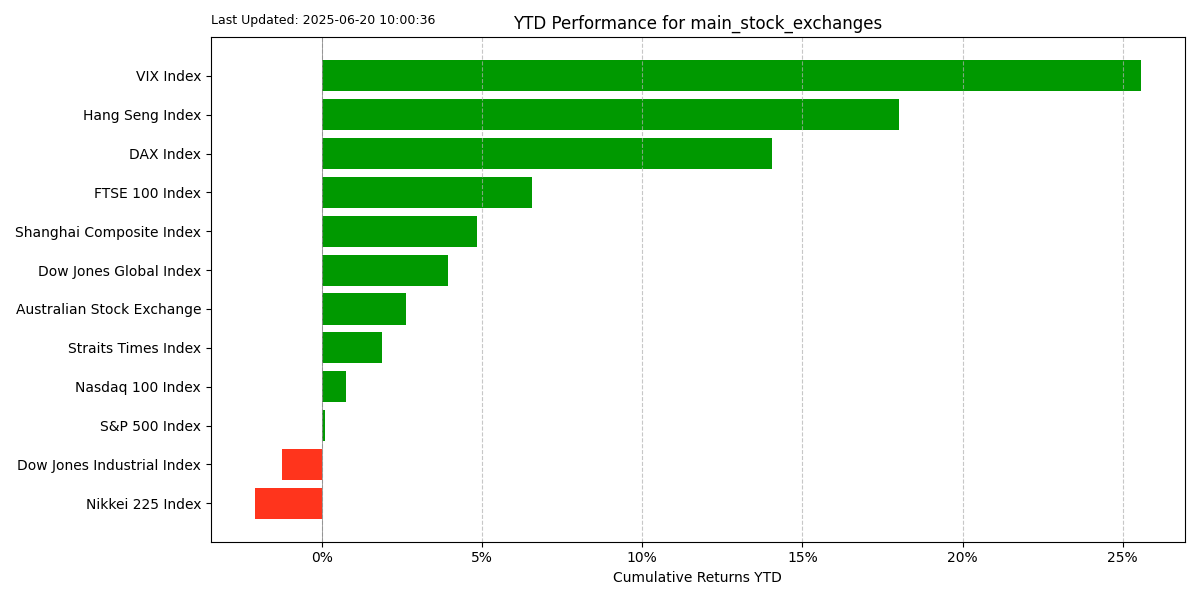 Last Updated: 2025-06-20 10:00:36
YTD Performance for main_stock_exchanges
VIX Index
Hang Seng Index
DAX Index
FTSE 100 Index
Shanghai Composite Index
Dow Jones Global Index
Australian Stock Exchange
Straits Times Index
Nasdaq 100 Index
S&P 500 Index
Dow Jones Industrial Index
Nikkei 225 Index
0% 5% 10% 15% 20% 25%
Cumulative Returns YTD